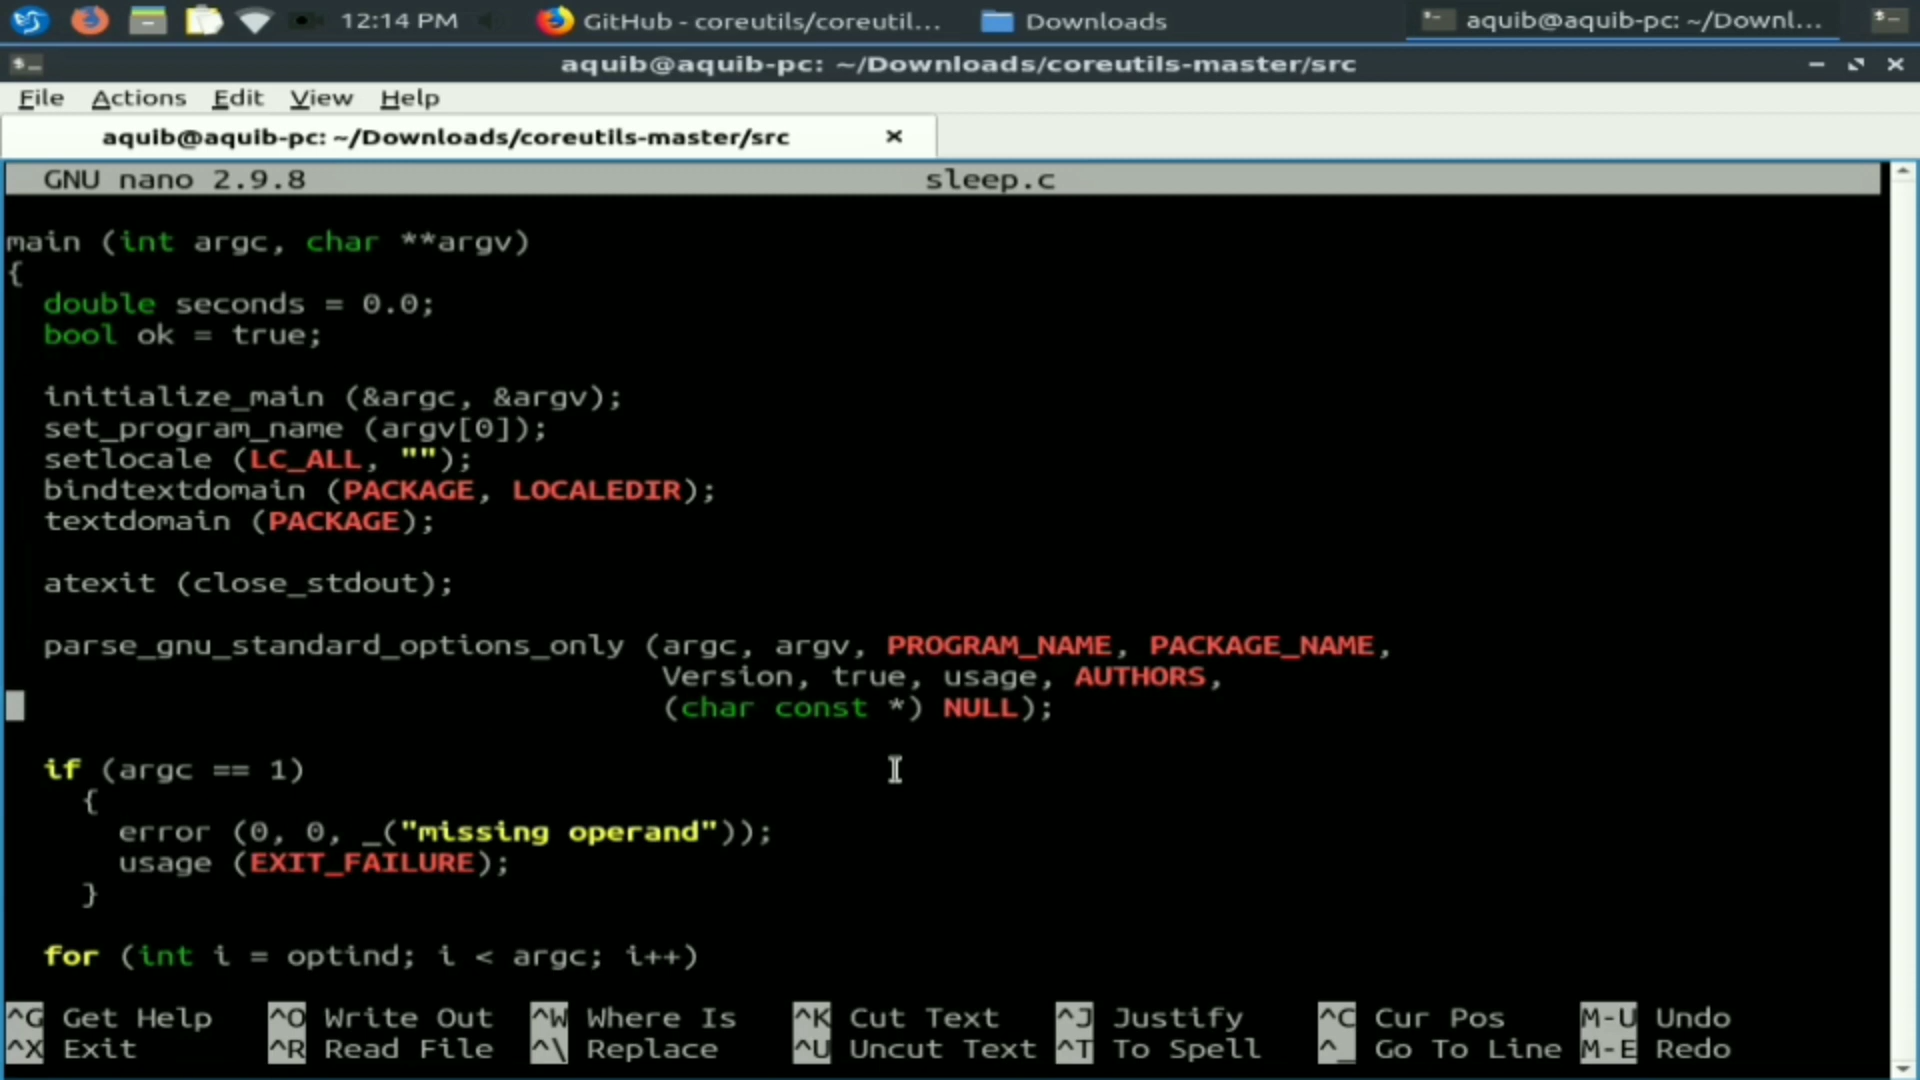 12:14 PM GitHub - coreutils/coreutil... Downloads aquib@aquib-pc: ~/Downl...
aquib@aquib-pc: ~/Downloads/coreutils-master/src
File Actions Edit View Help
aquib@aquib-pc: ~/Downloads/coreutils-master/src
GNU nano 2.9.8 sleep.c
main (int argc, char **argv)
{
double seconds = 0.0;
bool ok = true;
initialize_main (&argc, &argv);
set_program_name (argv[0]);
setlocale (LC_ALL, "");
bindtextdomain (PACKAGE, LOCALEDIR);
textdomain (PACKAGE);
atexit (close_stdout);
parse_gnu_standard_options_only (argc, argv, PROGRAM_NAME, PACKAGE_NAME,
Version, true, usage, AUTHORS,
(char const *) NULL);
if (argc == 1)
{
error (0, 0, _("missing operand"));
usage (EXIT_FAILURE);
}
for (int i = optind; i < argc; i++)
^G Get Help ^O Write Out ^W Where Is ^K Cut Text ^J Justify ^C Cur Pos M-U Undo
^X Exit ^R Read File ^\ Replace ^U Uncut Text ^T To Spell ^_ Go To Line M-E Redo